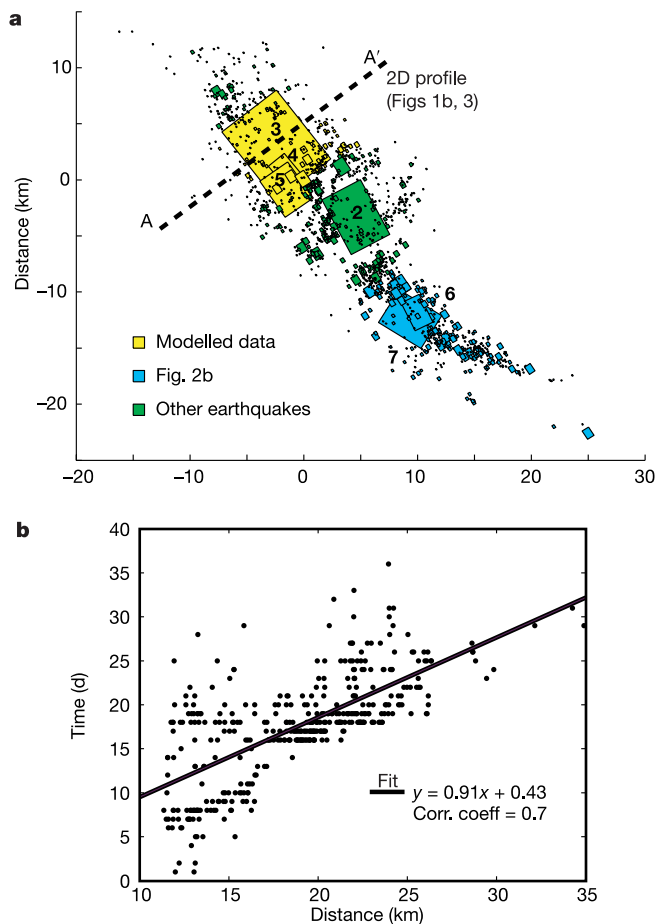 a
A′
2D profile
(Figs 1b, 3)
3
4
5
2
A
6
7
Distance (km)
10
0
−10
−20
Modelled data
Fig. 2b
Other earthquakes
−20
−10
0
10
20
30
b
Time (d)
40
35
30
25
20
15
10
5
0
Fit
y = 0.91x + 0.43
Corr. coeff = 0.7
10
15
20
25
30
35
Distance (km)